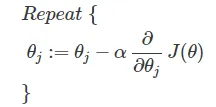 Repeat {
θⱼ := θⱼ − α ∂/∂θⱼ J(θ)
}